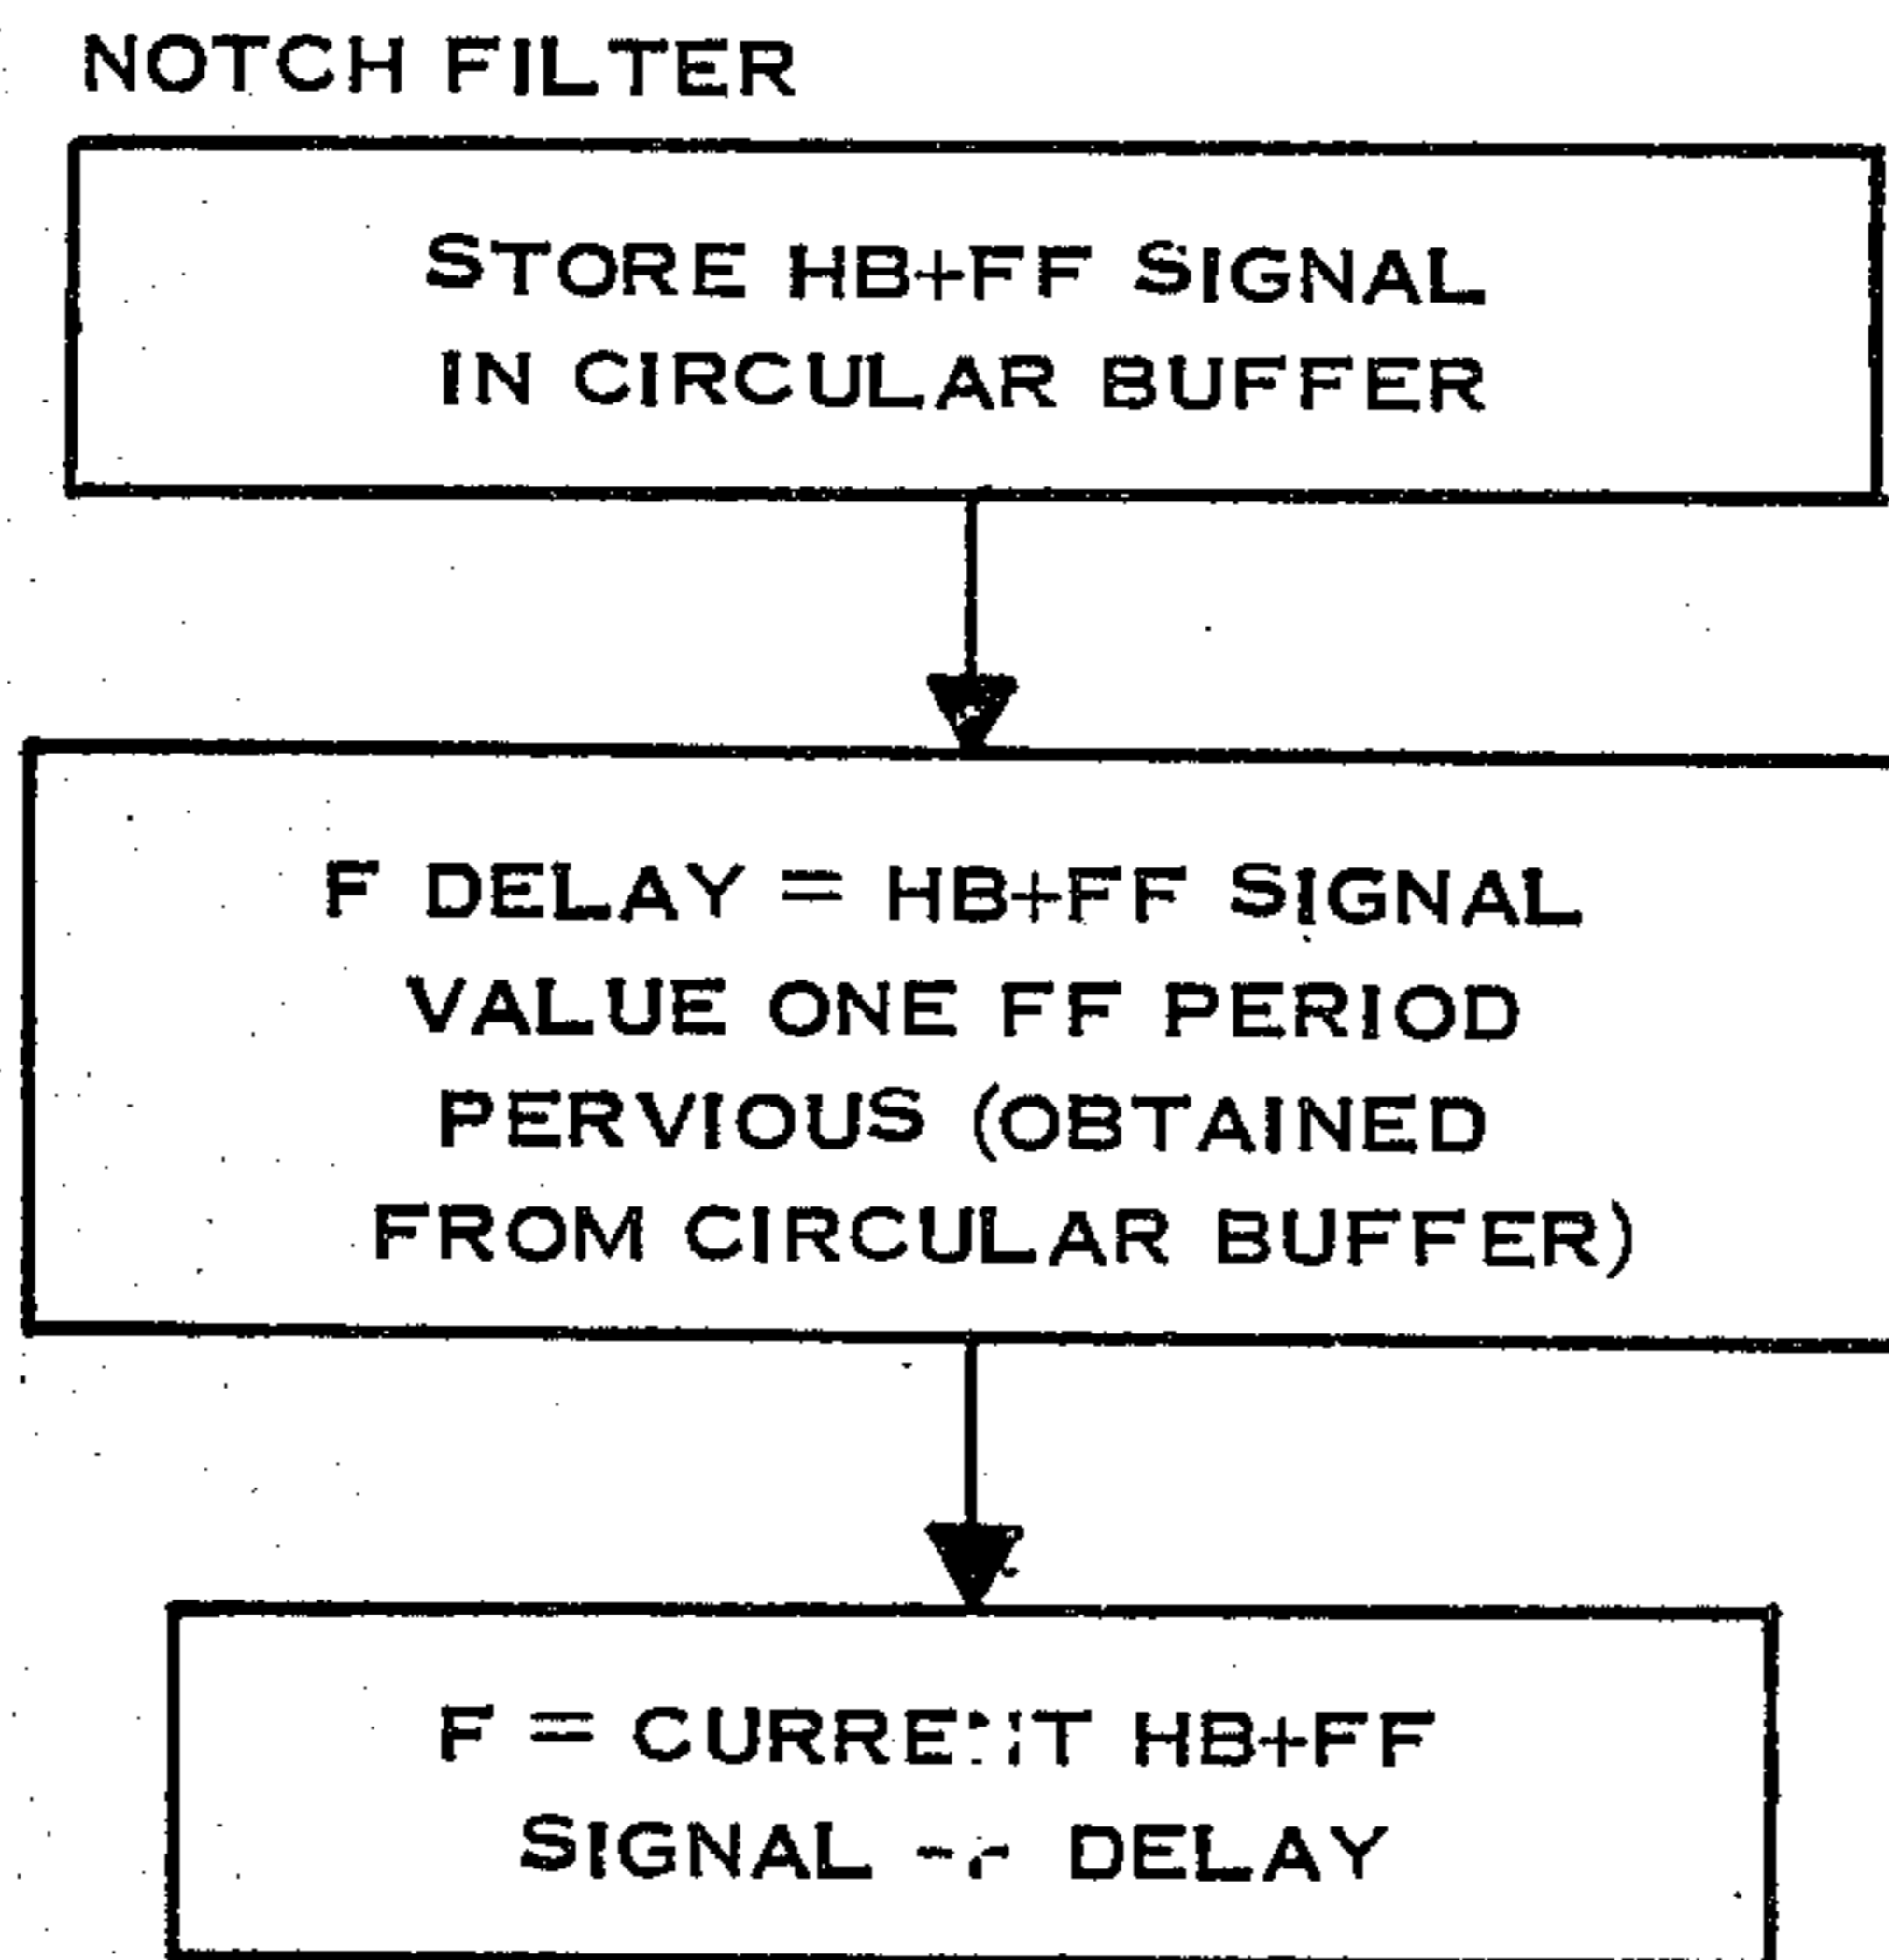 NOTCH FILTER
STORE HB+FF SIGNAL
IN CIRCULAR BUFFER
F DELAY = HB+FF SIGNAL
VALUE ONE FF PERIOD
PERVIOUS (OBTAINED
FROM CIRCULAR BUFFER)
F = CURRENT HB+FF
SIGNAL - DELAY